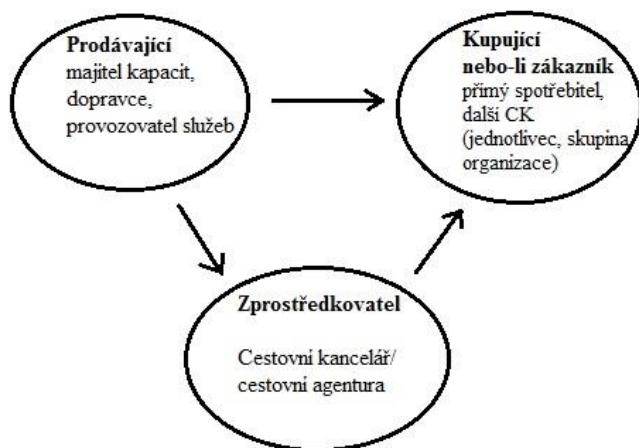 Prodávající
majitel kapacit,
dopravce,
provozovatel služeb
Kupující
nebo-li zákazník
přímý spotřebitel,
další CK
(jednotlivec, skupina
organizace)
Zprostředkovatel
Cestovní kancelář/
cestovní agentura